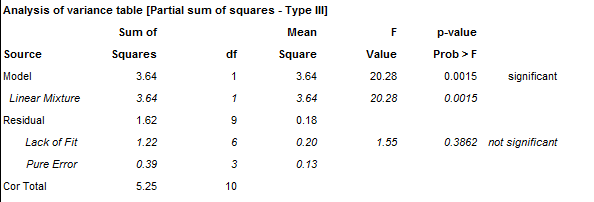 Analysis of variance table [Partial sum of squares - Type III]
Sum of Mean F p-value
Source Squares df Square Value Prob > F
Model 3.64 1 3.64 20.28 0.0015 significant
Linear Mixture 3.64 1 3.64 20.28 0.0015
Residual 1.62 9 0.18
Lack of Fit 1.22 6 0.20 1.55 0.3862 not significant
Pure Error 0.39 3 0.13
Cor Total 5.25 10